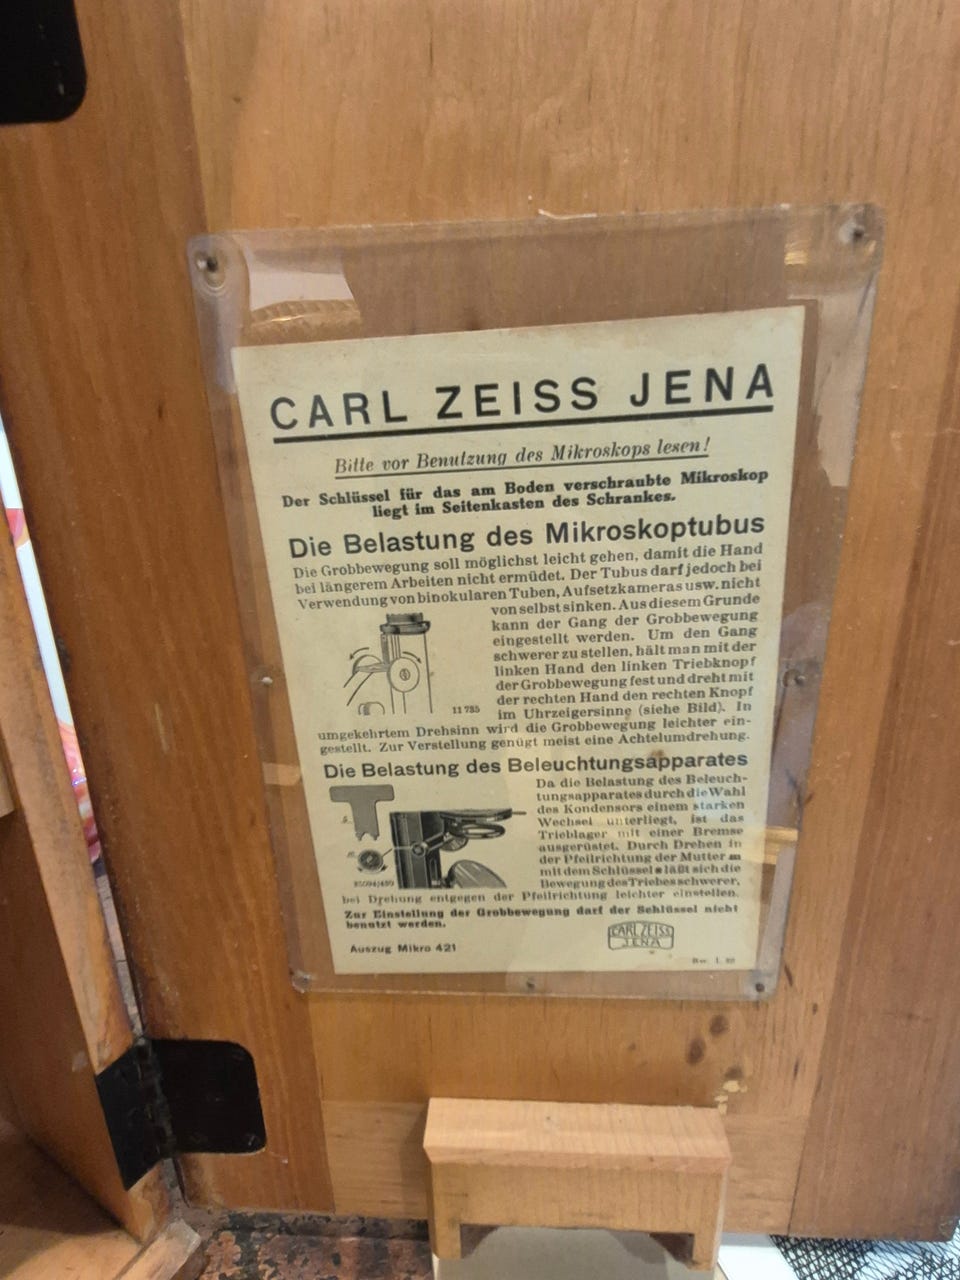 CARL ZEISS JENA
Bitte vor Benutzung des Mikroskops lesen!
Der Schlüssel für das am Boden verschraubte Mikroskop
liegt im Seitenkasten des Schrankes.
Die Belastung des Mikroskoptubus
Die Grobbewegung soll möglichst leicht gehen, damit die Hand
bei längerem Arbeiten nicht ermüdet. Der Tubus darf jedoch bei
Verwendung von binokularen Tuben, Aufsetzkameras usw. nicht
von selbst sinken. Aus diesem Grunde
kann der Gang der Grobbewegung
eingestellt werden. Um den Gang
schwerer zu stellen, hält man mit der
linken Hand den linken Triebknopf
der Grobbewegung fest und dreht mit
der rechten Hand den rechten Knopf
11785
im Uhrzeigersinne (siehe Bild). In
umgekehrtem Drehsinn wird die Grobbewegung leichter ein-
gestellt. Zur Verstellung genügt meist eine Achtelumdrehung.
Die Belastung des Beleuchtungsapparates
Da die Belastung des Beleuch-
tungsapparates durch die Wahl
des Kondensors einem starken
Wechsel unterliegt, ist das
Trieblager mit einer Bremse
ausgerüstet. Durch Drehen in
der Pfeilrichtung der Mutter m
mit dem Schlüssel s läßt sich die
Bewegung des Triebes schwerer,
bei Drehung entgegen der Pfeilrichtung leichter einstellen.
Zur Einstellung der Grobbewegung darf der Schlüssel nicht
benutzt werden.
CARL ZEISS
JENA
Auszug Mikro 421